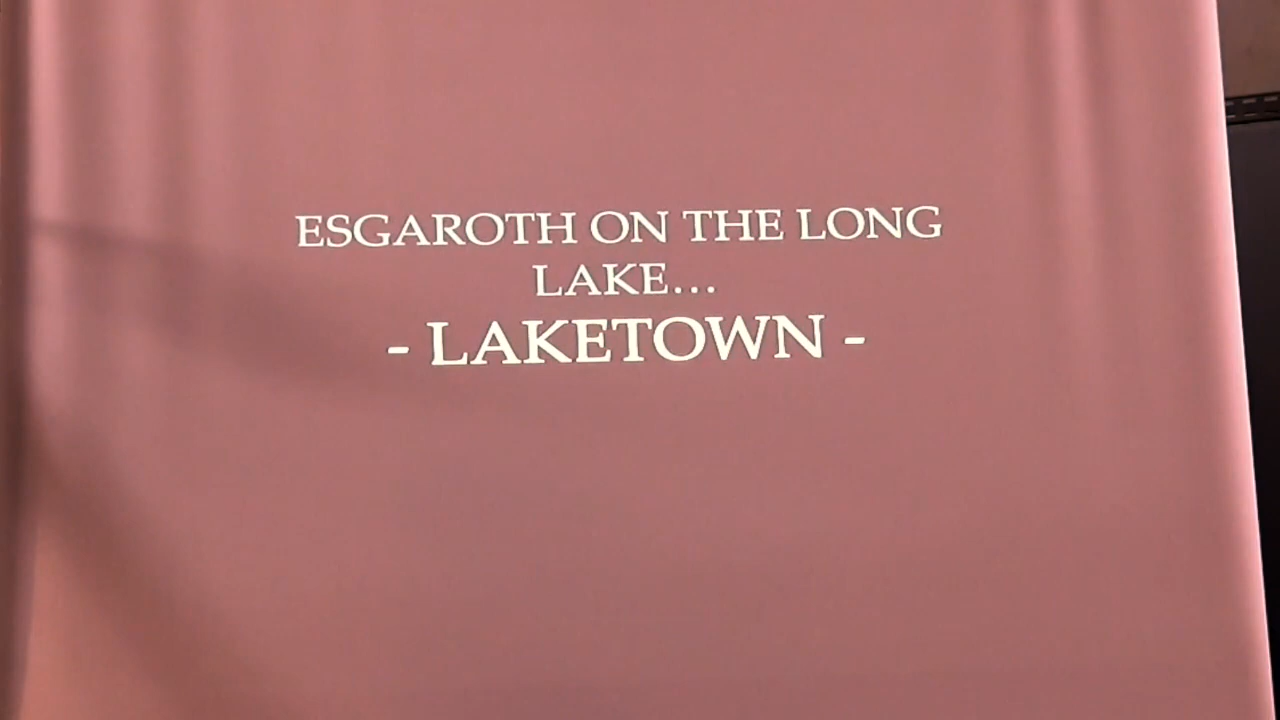 ESGAROTH ON THE LONG
LAKE...
- LAKETOWN -